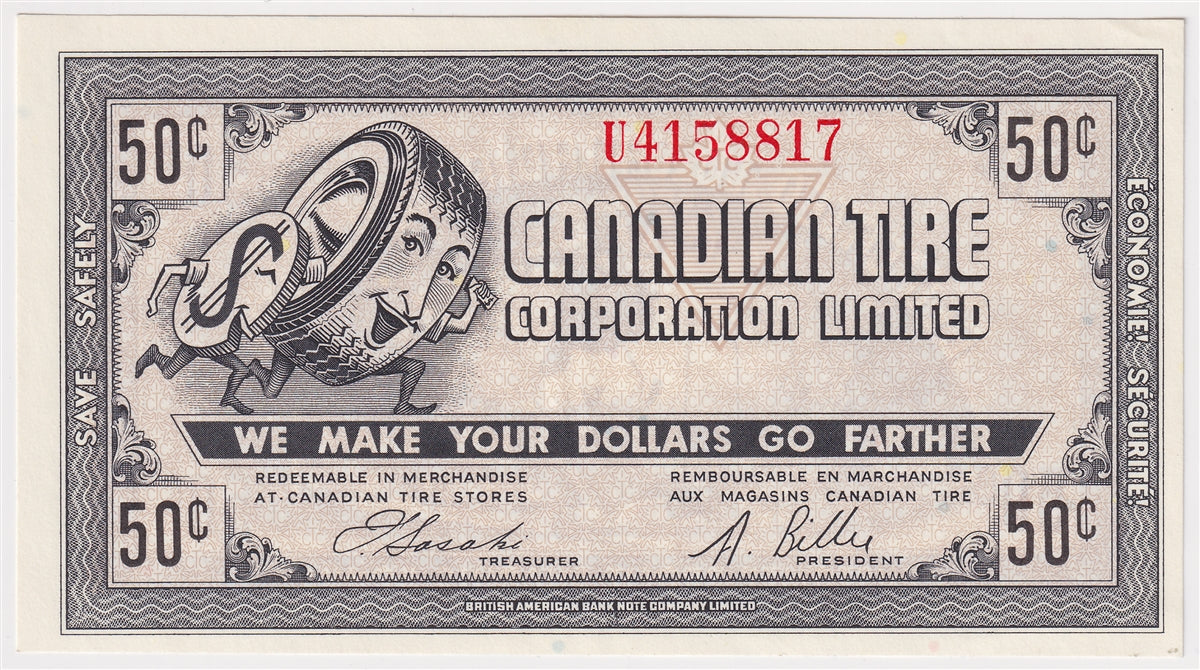 50¢
U4158817
50¢
CANADIAN TIRE
CORPORATION LIMITED
SAVE SAFELY
ÉCONOMIE! SÉCURITÉ!
$
WE MAKE YOUR DOLLARS GO FARTHER
REDEEMABLE IN MERCHANDISE
AT·CANADIAN TIRE STORES
REMBOURSABLE EN MARCHANDISE
AUX MAGASINS CANADIAN TIRE
50¢
J. Sasaki
TREASURER
A. Billes
PRESIDENT
50¢
BRITISH AMERICAN BANK NOTE COMPANY LIMITED